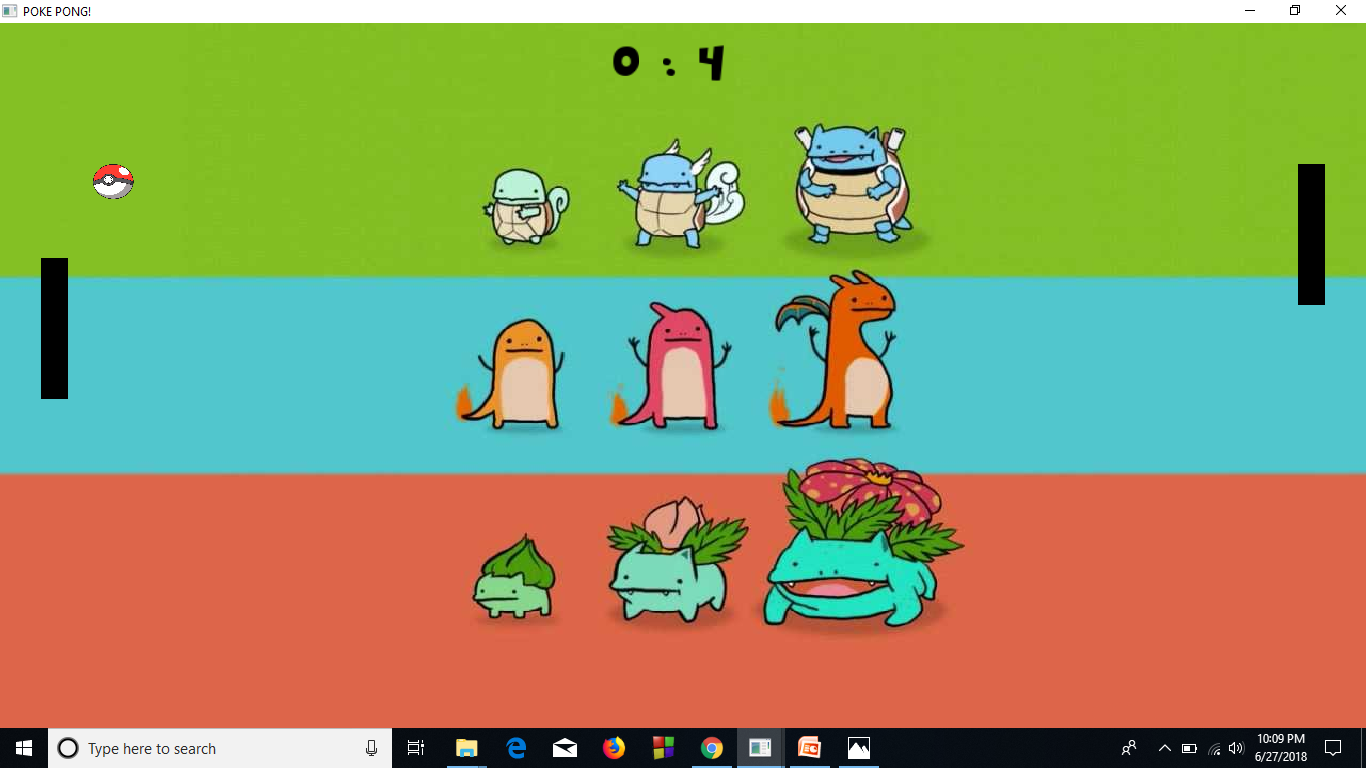 POKE PONG!
0 : 4
Type here to search
10:09 PM
6/27/2018